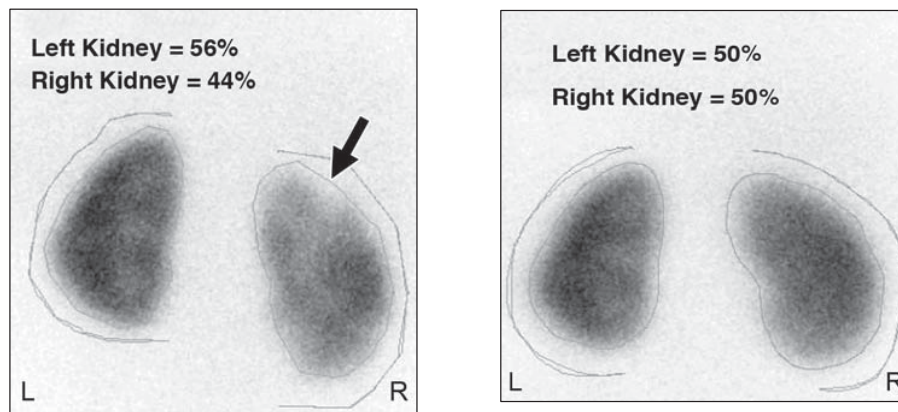 Left Kidney = 56%
Right Kidney = 44%
L
R
Left Kidney = 50%
Right Kidney = 50%
L
R